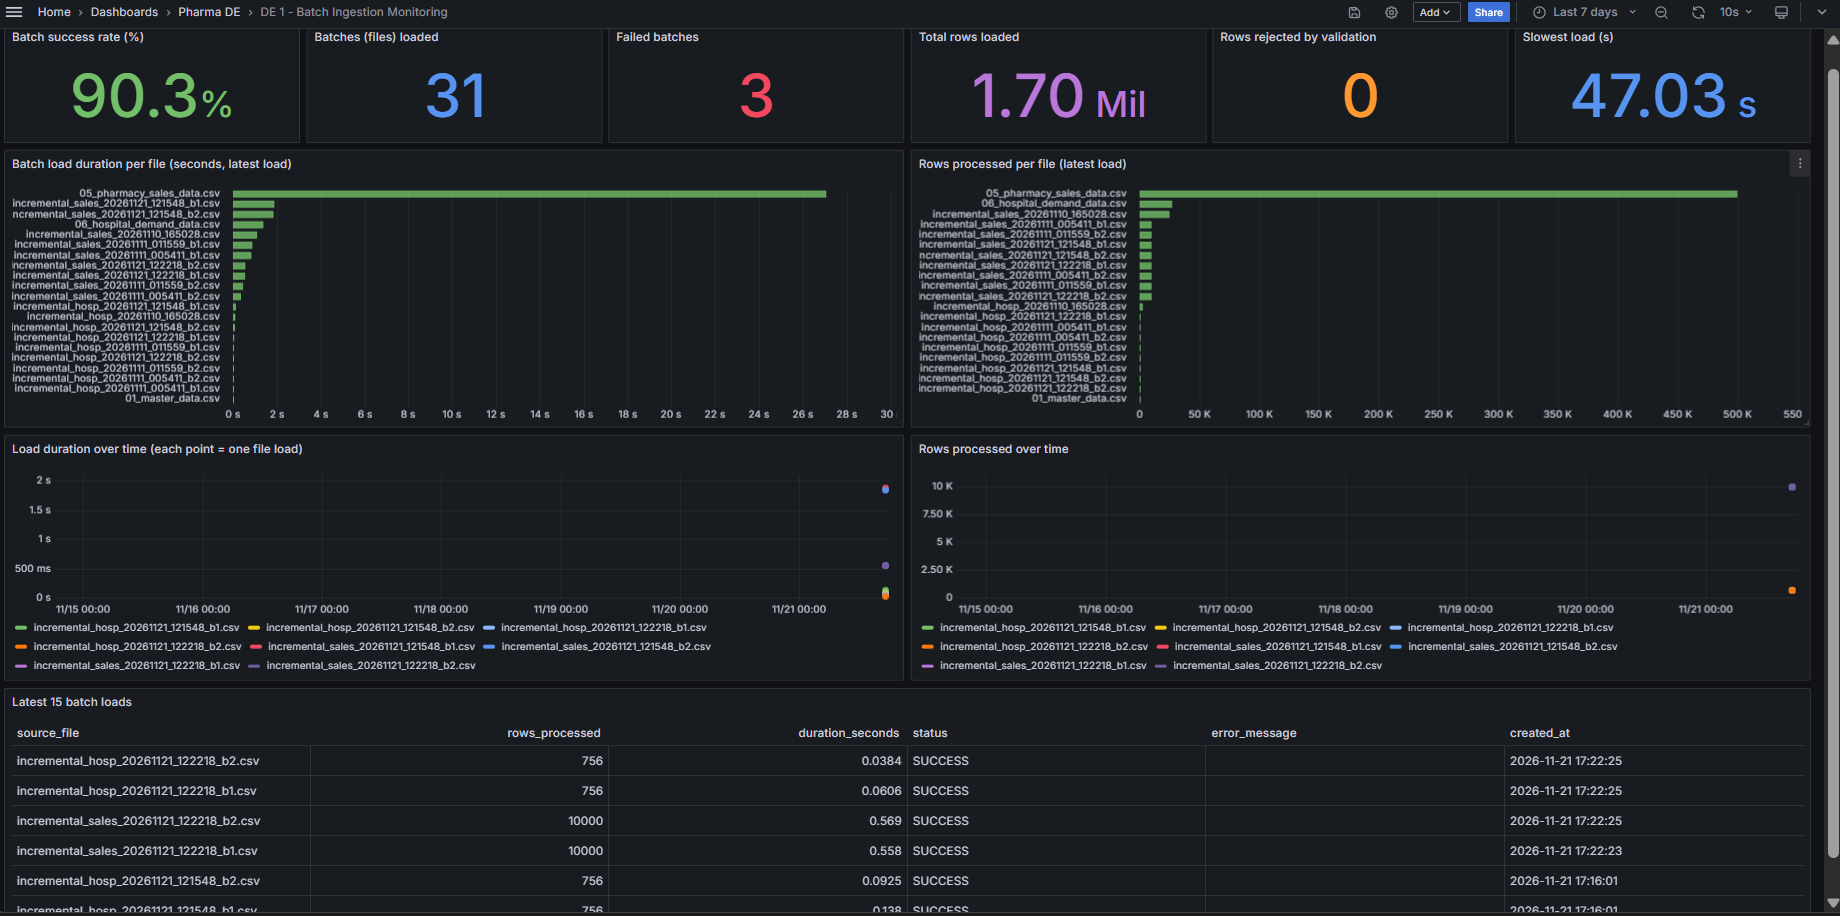 Home › Dashboards › Pharma DE › DE 1 - Batch Ingestion Monitoring Add Share Last 7 days 10s
Batch success rate (%) Batches (files) loaded Failed batches Total rows loaded Rows rejected by validation Slowest load (s)
90.3% 31 3 1.70 Mil 0 47.03 s
Batch load duration per file (seconds, latest load)
05_pharmacy_sales_data.csv
incremental_sales_20261121_121548_b1.csv
ncremental_sales_20261121_121548_b2.csv
06_hospital_demand_data.csv
incremental_sales_20261110_165028.csv
incremental_sales_20261111_011559_b1.csv
incremental_sales_20261111_005411_b1.csv
incremental_sales_20261121_122218_b2.csv
incremental_sales_20261121_122218_b1.csv
incremental_sales_20261111_011559_b2.csv
incremental_sales_20261111_005411_b2.csv
incremental_hosp_20261121_121548_b1.csv
incremental_hosp_20261110_165028.csv
incremental_hosp_20261121_121548_b2.csv
incremental_hosp_20261121_122218_b1.csv
incremental_hosp_20261111_011559_b1.csv
incremental_hosp_20261121_122218_b2.csv
incremental_hosp_20261111_011559_b2.csv
incremental_hosp_20261111_005411_b2.csv
incremental_hosp_20261111_005411_b1.csv
01_master_data.csv
0 s 2 s 4 s 6 s 8 s 10 s 12 s 14 s 16 s 18 s 20 s 22 s 24 s 26 s 28 s 30
Rows processed per file (latest load)
05_pharmacy_sales_data.csv
06_hospital_demand_data.csv
incremental_sales_20261110_165028.csv
incremental_sales_20261111_005411_b1.csv
incremental_sales_20261111_011559_b2.csv
incremental_sales_20261121_121548_b1.csv
ncremental_sales_20261121_121548_b2.csv
incremental_sales_20261121_122218_b1.csv
incremental_sales_20261111_005411_b2.csv
incremental_sales_20261111_011559_b1.csv
incremental_sales_20261121_122218_b2.csv
incremental_hosp_20261110_165028.csv
incremental_hosp_20261121_122218_b1.csv
incremental_hosp_20261111_005411_b1.csv
incremental_hosp_20261111_005411_b2.csv
incremental_hosp_20261111_011559_b1.csv
incremental_hosp_20261111_011559_b2.csv
incremental_hosp_20261121_121548_b1.csv
incremental_hosp_20261121_121548_b2.csv
incremental_hosp_20261121_122218_b2.csv
01_master_data.csv
0 50 K 100 K 150 K 200 K 250 K 300 K 350 K 400 K 450 K 500 K 550
Load duration over time (each point = one file load)
2 s
1.5 s
1 s
500 ms
0 s
11/15 00:00 11/16 00:00 11/17 00:00 11/18 00:00 11/19 00:00 11/20 00:00 11/21 00:00
incremental_hosp_20261121_121548_b1.csv incremental_hosp_20261121_121548_b2.csv incremental_hosp_20261121_122218_b1.csv
incremental_hosp_20261121_122218_b2.csv incremental_sales_20261121_121548_b1.csv incremental_sales_20261121_121548_b2.csv
incremental_sales_20261121_122218_b1.csv incremental_sales_20261121_122218_b2.csv
Rows processed over time
10 K
7.50 K
5 K
2.50 K
0
11/15 00:00 11/16 00:00 11/17 00:00 11/18 00:00 11/19 00:00 11/20 00:00 11/21 00:00
incremental_hosp_20261121_121548_b1.csv incremental_hosp_20261121_121548_b2.csv incremental_hosp_20261121_122218_b1.csv
incremental_hosp_20261121_122218_b2.csv incremental_sales_20261121_121548_b1.csv incremental_sales_20261121_121548_b2.csv
incremental_sales_20261121_122218_b1.csv incremental_sales_20261121_122218_b2.csv
Latest 15 batch loads
source_file rows_processed duration_seconds status error_message created_at
incremental_hosp_20261121_122218_b2.csv 756 0.0384 SUCCESS 2026-11-21 17:22:25
incremental_hosp_20261121_122218_b1.csv 756 0.0606 SUCCESS 2026-11-21 17:22:25
incremental_sales_20261121_122218_b2.csv 10000 0.569 SUCCESS 2026-11-21 17:22:25
incremental_sales_20261121_122218_b1.csv 10000 0.558 SUCCESS 2026-11-21 17:22:23
incremental_hosp_20261121_121548_b2.csv 756 0.0925 SUCCESS 2026-11-21 17:16:01
incremental_hosp_20261121_121548_b1.csv 756 0.138 SUCCESS 2026-11-21 17:16:01